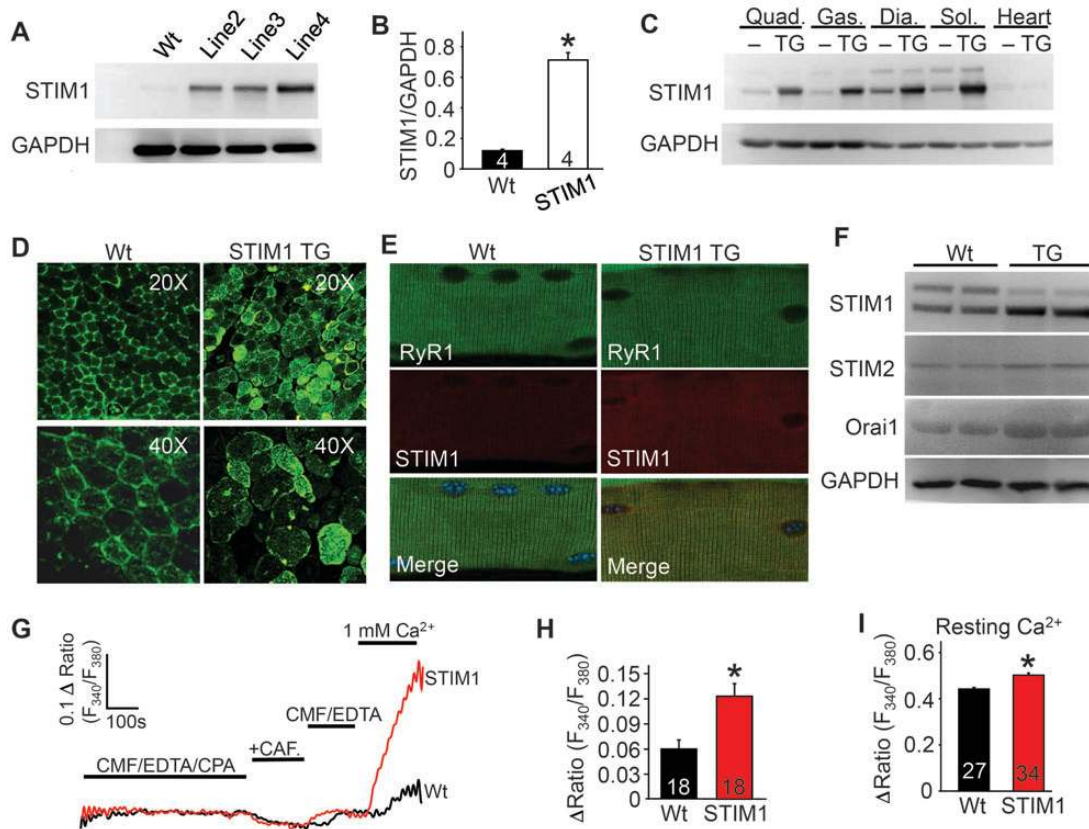 A
Wt
Line2
Line3
Line4
STIM1
GAPDH
B
STIM1/GAPDH
0.8
0.6
0.4
0.2
0
*
4
4
Wt
STIM1
C
Quad. Gas. Dia. Sol. Heart
– TG – TG – TG – TG – TG
STIM1
GAPDH
D
Wt
STIM1 TG
20X
20X
40X
40X
E
Wt
STIM1 TG
RyR1
RyR1
STIM1
STIM1
Merge
Merge
F
Wt TG
STIM1
STIM2
Orai1
GAPDH
G
0.1 Δ Ratio
(F340/F380)
100s
CMF/EDTA/CPA
+CAF.
CMF/EDTA
1 mM Ca2+
STIM1
Wt
H
ΔRatio (F340/F380)
0.15
0.12
0.09
0.06
0.03
0
*
18
18
Wt STIM1
I
Resting Ca2+
ΔRatio (F340/F380)
0.6
0.4
0.2
0
*
27
34
Wt STIM1